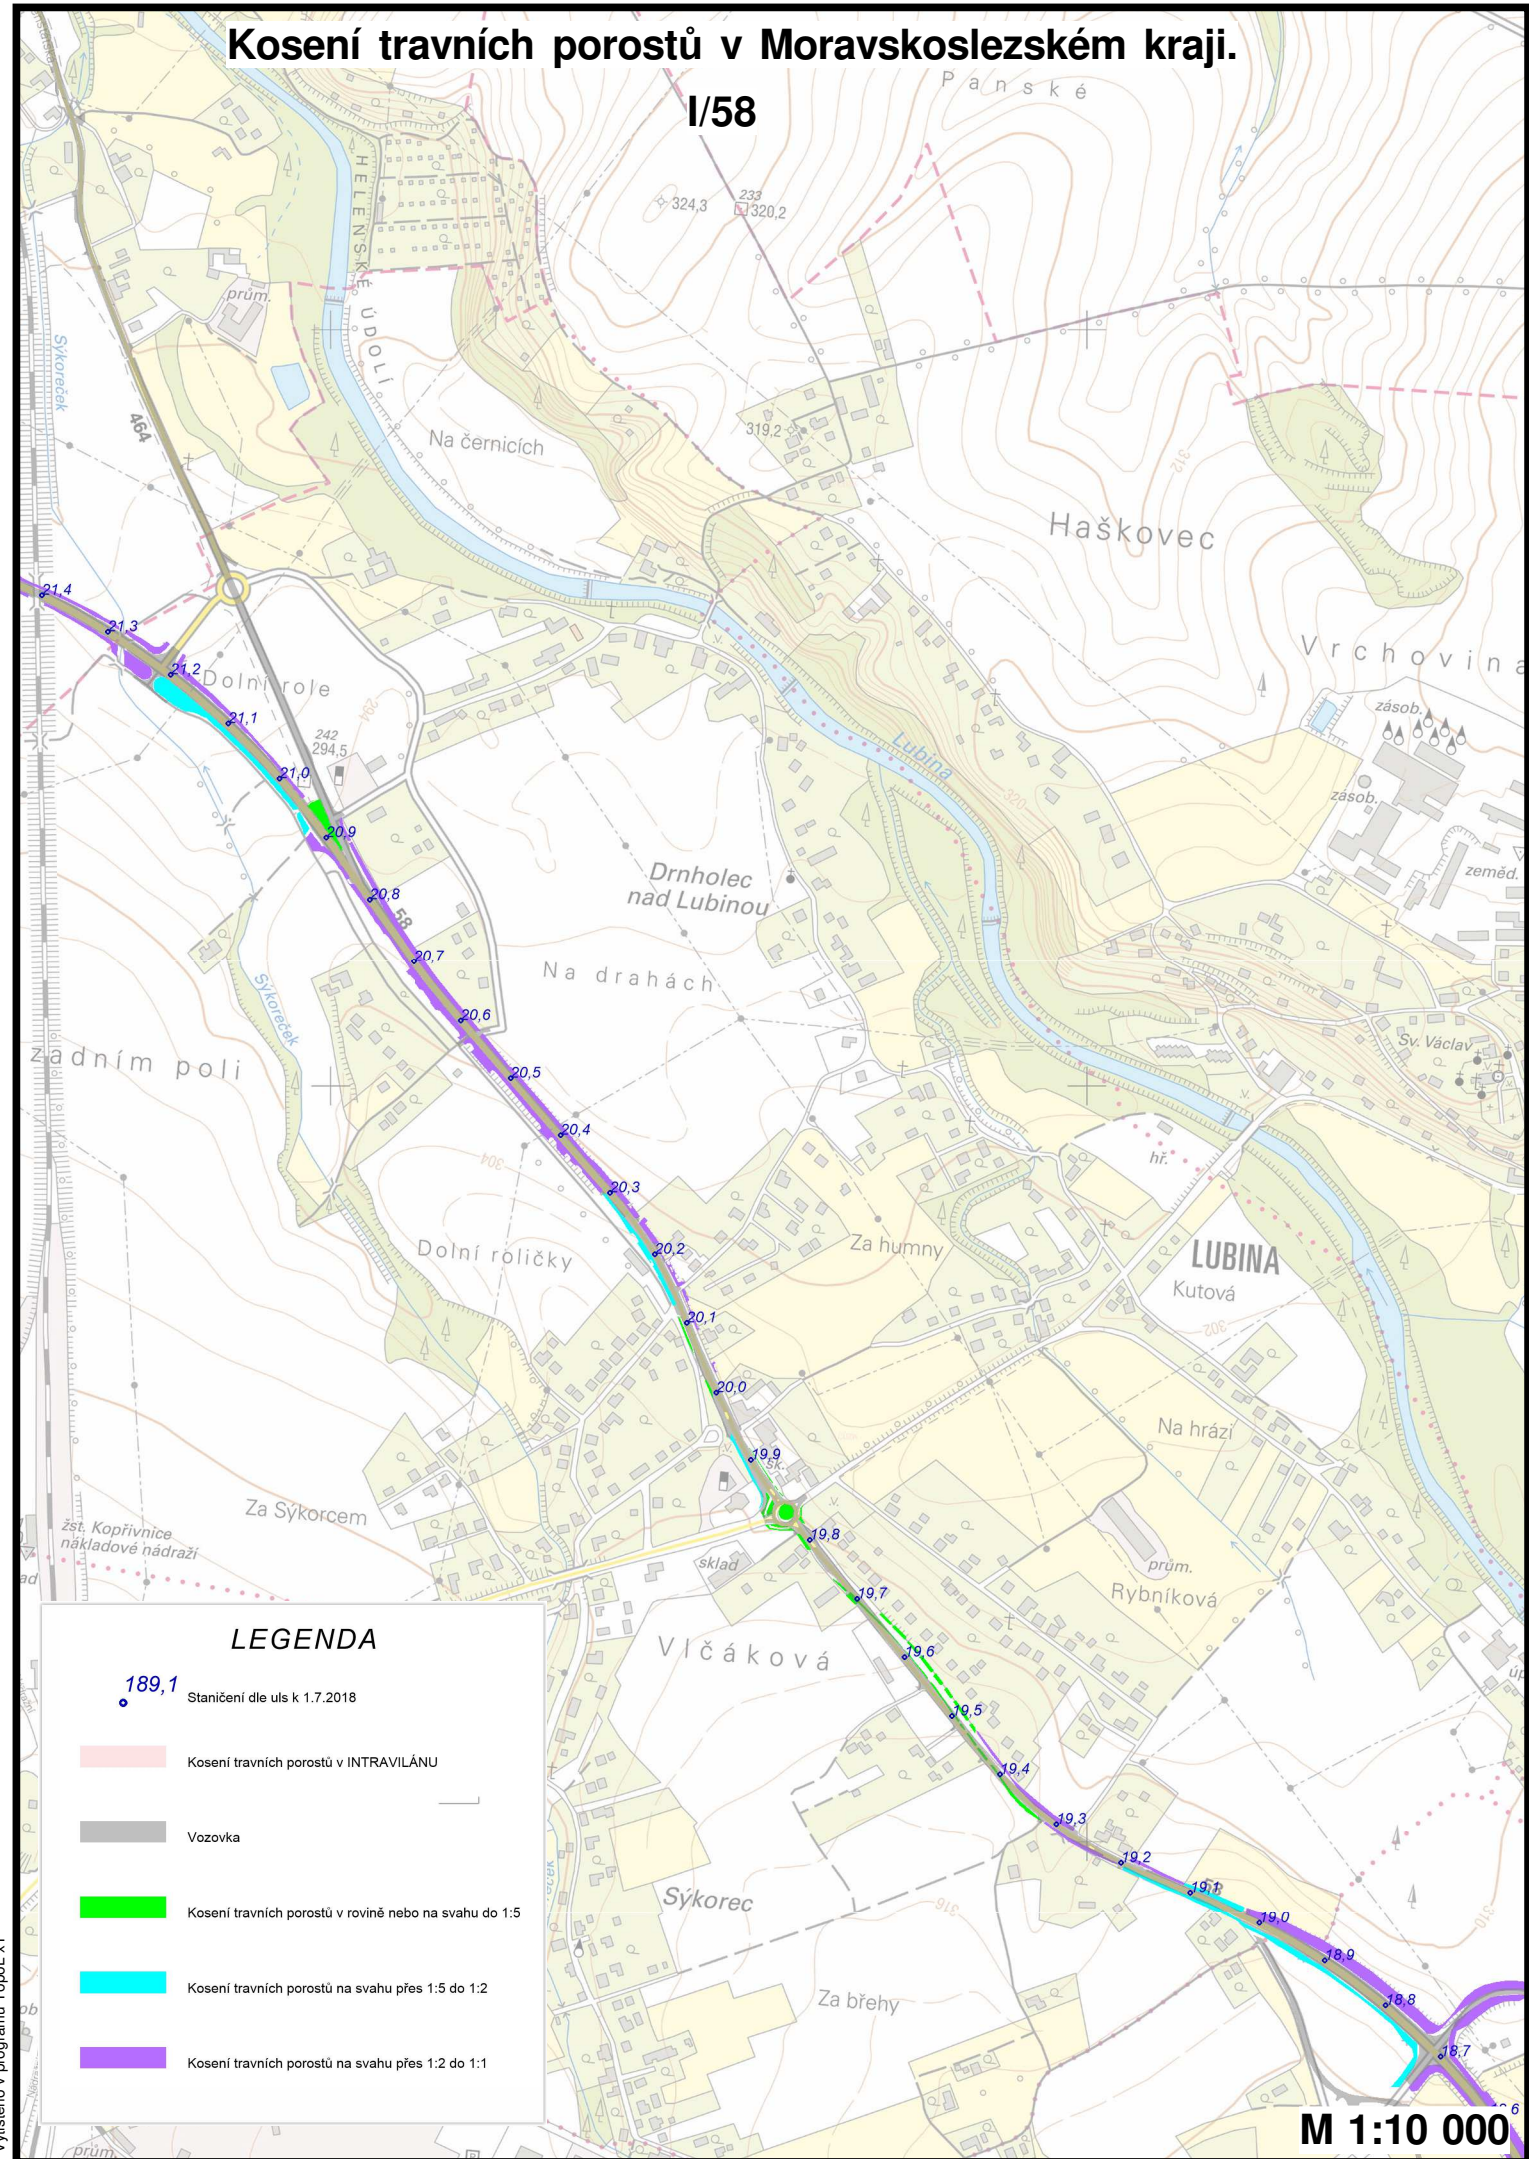 Kosení travních porostů v Moravskoslezském kraji.
I/58
Panské
HELENSKÉ ÚDOLÍ
324,3
233
320,2
prům.
Sýkoreček
464
Na černicích
319,2
312
Haškovec
Vrchovina
21,4
21,3
21,2
Dolní role
21,1
294
242
294,5
21,0
Lubina
320
zásob.
zásob.
zeměd.
20,9
20,8
58
Drnholec
nad Lubinou
20,7
Na drahách
Sýkoreček
20,6
zadním poli
Sv. Václav
20,5
20,4
304
hř.
20,3
Dolní roličky
20,2
Za humny
LUBINA
Kutová
302
20,1
20,0
Na hrázi
19,9
šk.
Za Sýkorcem
žst. Kopřivnice
nákladové nádraží
19,8
sklad
prům.
Rybníková
19,7
Vlčáková
19,6
19,5
19,4
19,3
19,2
19,1
58
19,0
18,9
18,8
18,7
Sýkorec
316
310
Za břehy
LEGENDA
189,1
Staničení dle uls k 1.7.2018
Kosení travních porostů v INTRAVILÁNU
Vozovka
Kosení travních porostů v rovině nebo na svahu do 1:5
Kosení travních porostů na svahu přes 1:5 do 1:2
Kosení travních porostů na svahu přes 1:2 do 1:1
prům.
M 1:10 000